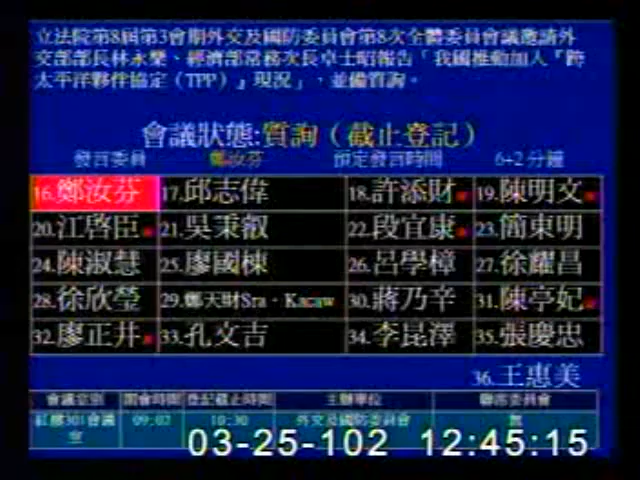 立法院第8屆第3會期外交及國防委員會第8次全體委員會議邀請外
交部部長林永樂、經濟部常務次長卓士昭報告「我國推動加入『跨
太平洋夥伴協定（TPP）』現況」，並備質詢。
會議狀態:質詢（截止登記）
發言委員 鄭汝芬 預定發言時間 6+2分鐘
16.鄭汝芬 17.邱志偉 18.許添財 19.陳明文
20.江啓臣 21.吳秉叡 22.段宜康 23.簡東明
24.陳淑慧 25.廖國棟 26.呂學樟 27.徐耀昌
28.徐欣瑩 29.鄭天財Sra．Kacaw 30.蔣乃辛 31.陳亭妃
32.廖正井 33.孔文吉 34.李昆澤 35.張慶忠
36.王惠美
會議室別 開會時間 登記截止時間 主辦單位 聯席委員會
紅樓301會議室 09:02 10:30 外交及國防委員會 無
03-25-102 12:45:15